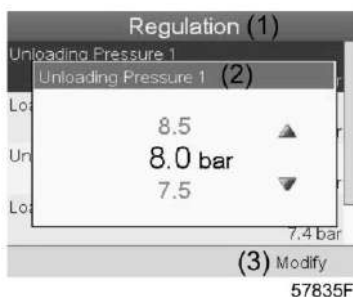 Regulation (1)
Unloading Pressure 1
Unloading Pressure 1 (2)
8.5
8.0 bar
7.5
7.4 bar
(3) Modify
57835F